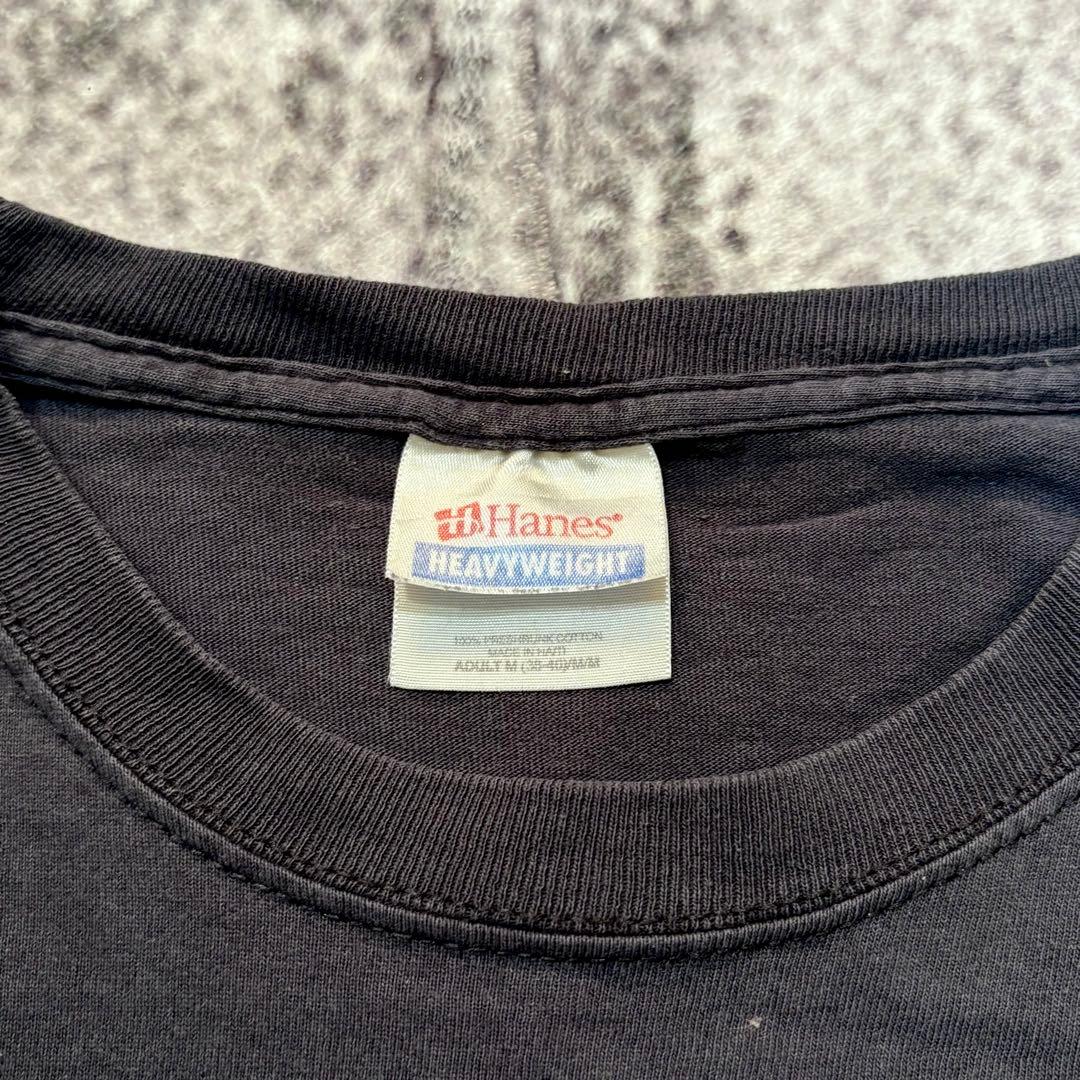 Hanes®
HEAVYWEIGHT
100% PRESHRUNK COTTON
MADE IN HAITI
ADULT M (38-40)/M/M